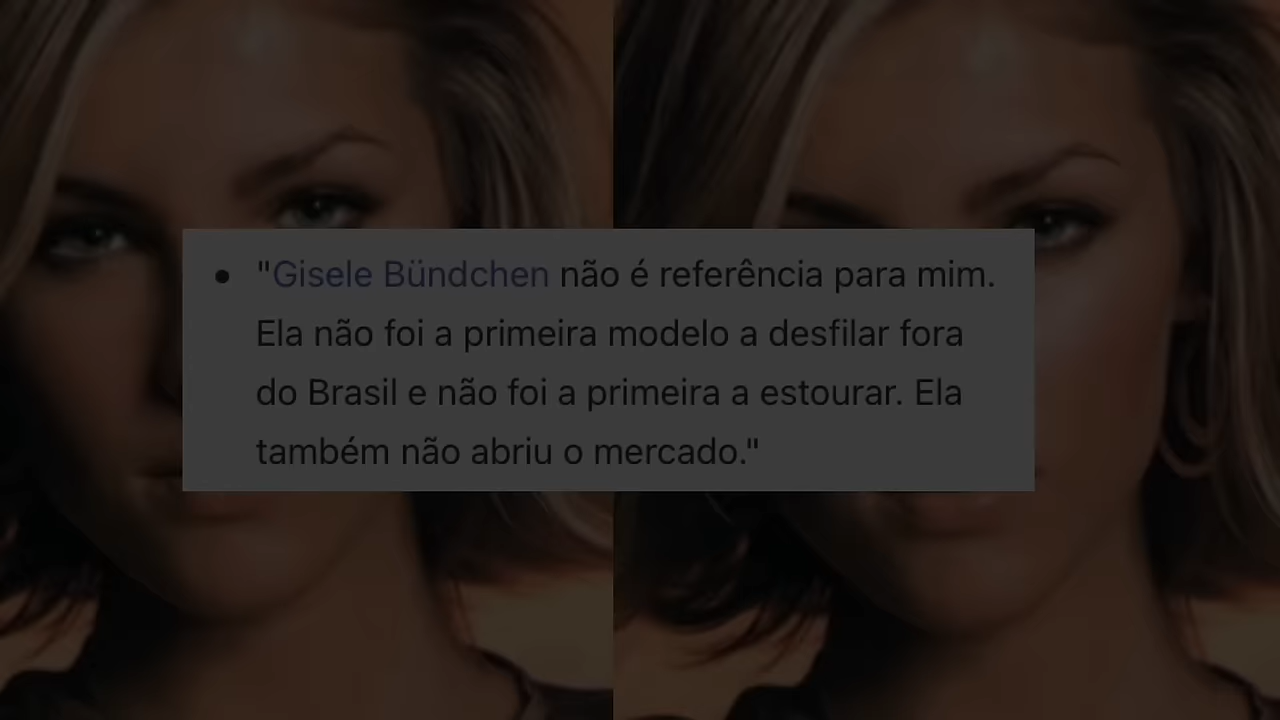 • "Gisele Bündchen não é referência para mim.
Ela não foi a primeira modelo a desfilar fora
do Brasil e não foi a primeira a estourar. Ela
também não abriu o mercado."